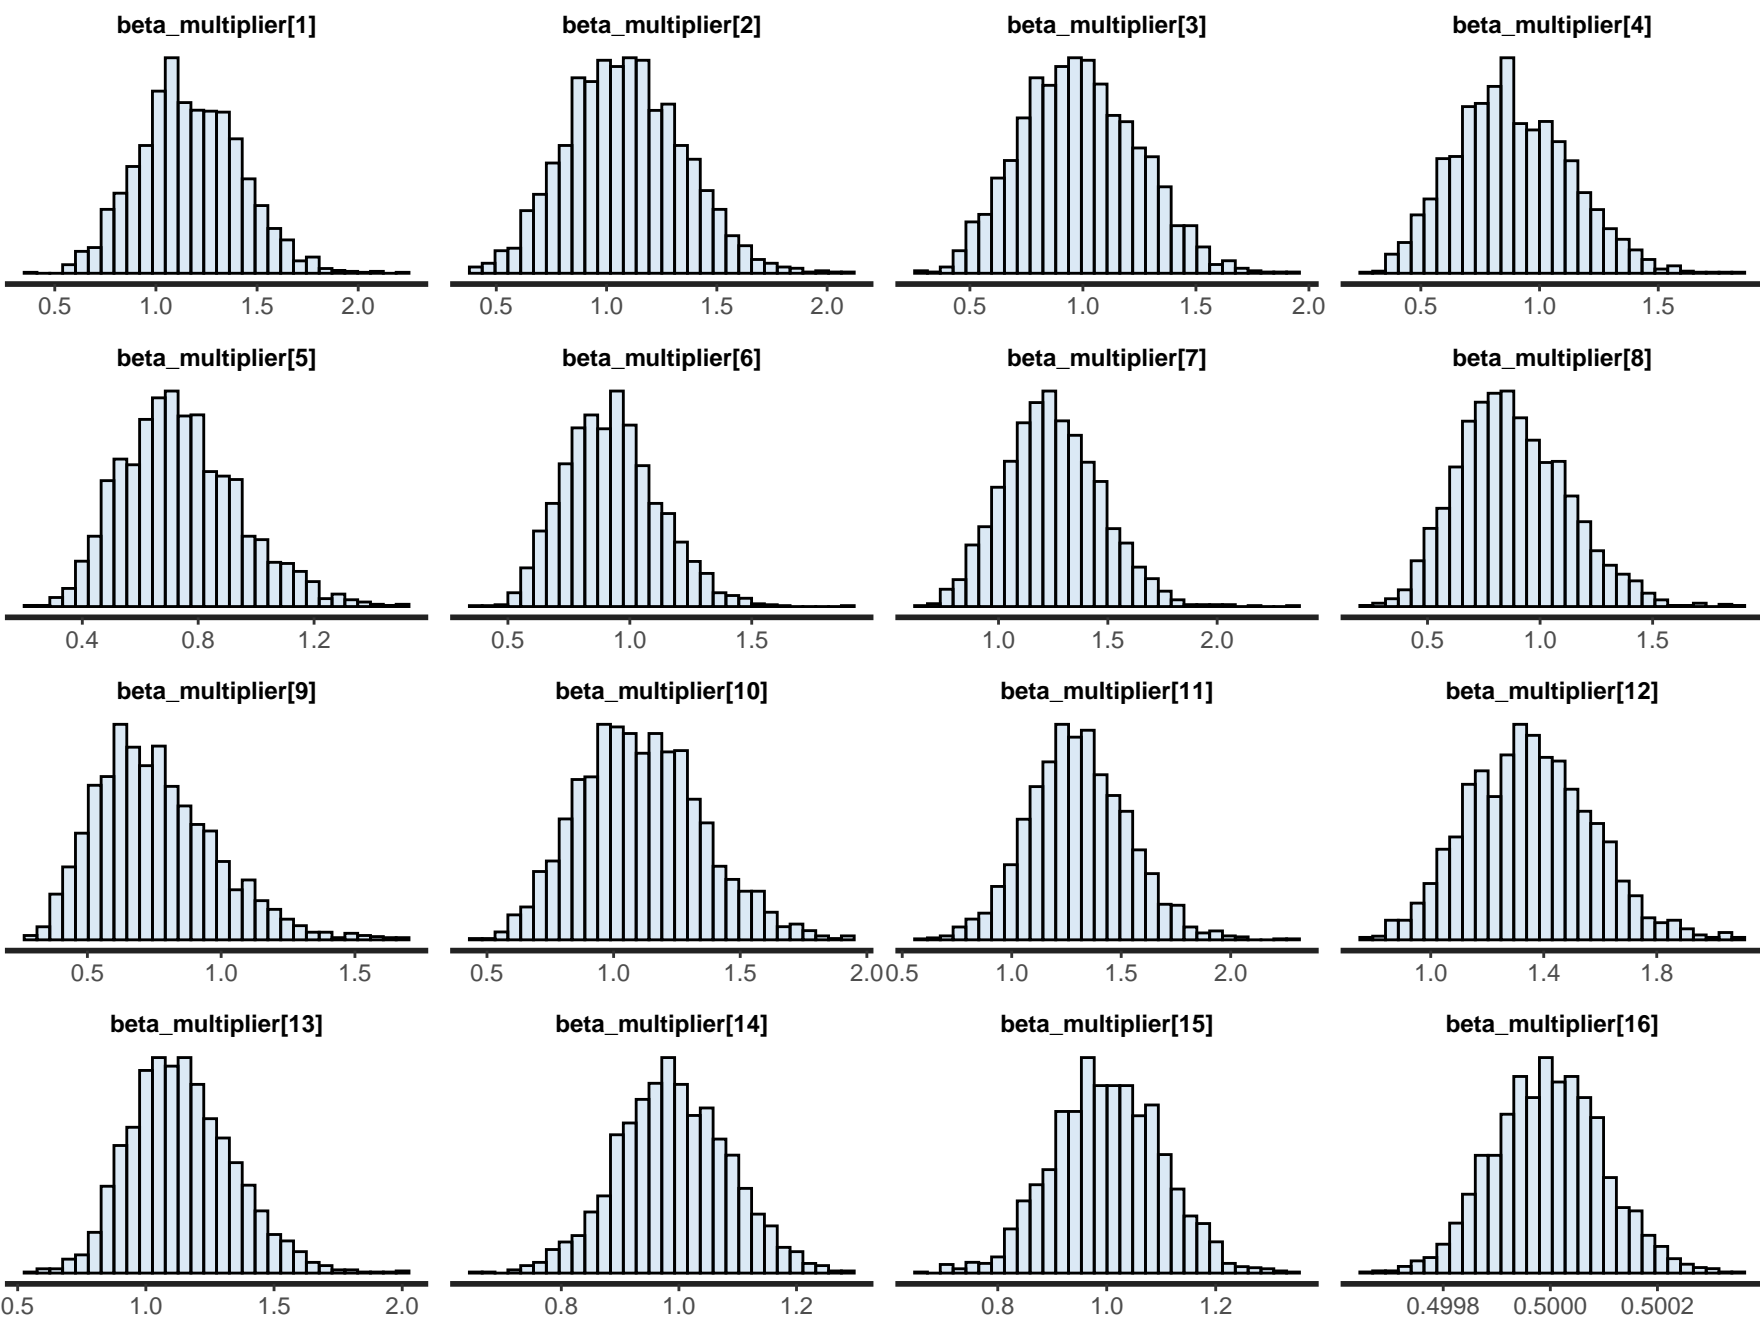 beta_multiplier[1] beta_multiplier[2] beta_multiplier[3] beta_multiplier[4]
0.5 1.0 1.5 2.0 0.5 1.0 1.5 2.0 0.5 1.0 1.5 2.0 0.5 1.0 1.5
beta_multiplier[5] beta_multiplier[6] beta_multiplier[7] beta_multiplier[8]
0.4 0.8 1.2 0.5 1.0 1.5 1.0 1.5 2.0 0.5 1.0 1.5
beta_multiplier[9] beta_multiplier[10] beta_multiplier[11] beta_multiplier[12]
0.5 1.0 1.5 0.5 1.0 1.5 2.0 0.5 1.0 1.5 2.0 1.0 1.4 1.8
beta_multiplier[13] beta_multiplier[14] beta_multiplier[15] beta_multiplier[16]
0.5 1.0 1.5 2.0 0.8 1.0 1.2 0.8 1.0 1.2 0.4998 0.5000 0.5002